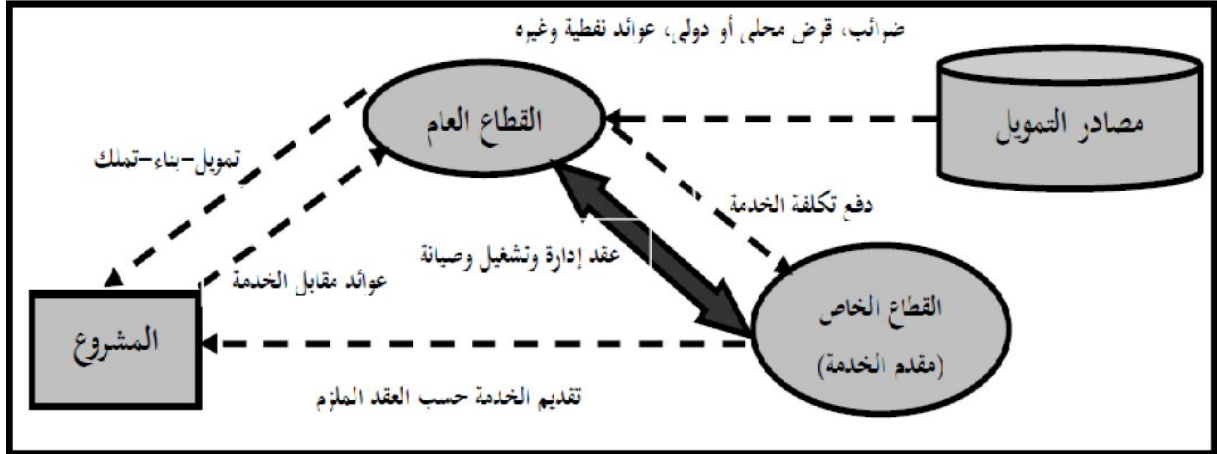 ضرائب، قرض محلي أو دولي، عوائد نفطية وغيره
القطاع العام
مصادر التمويل
تمويل-بناء-تملك
دفع تكلفة الخدمة
عقد إدارة وتشغيل وصيانة
عوائد مقابل الخدمة
القطاع الخاص
(مقدم الخدمة)
المشروع
تقديم الخدمة حسب العقد الملزم